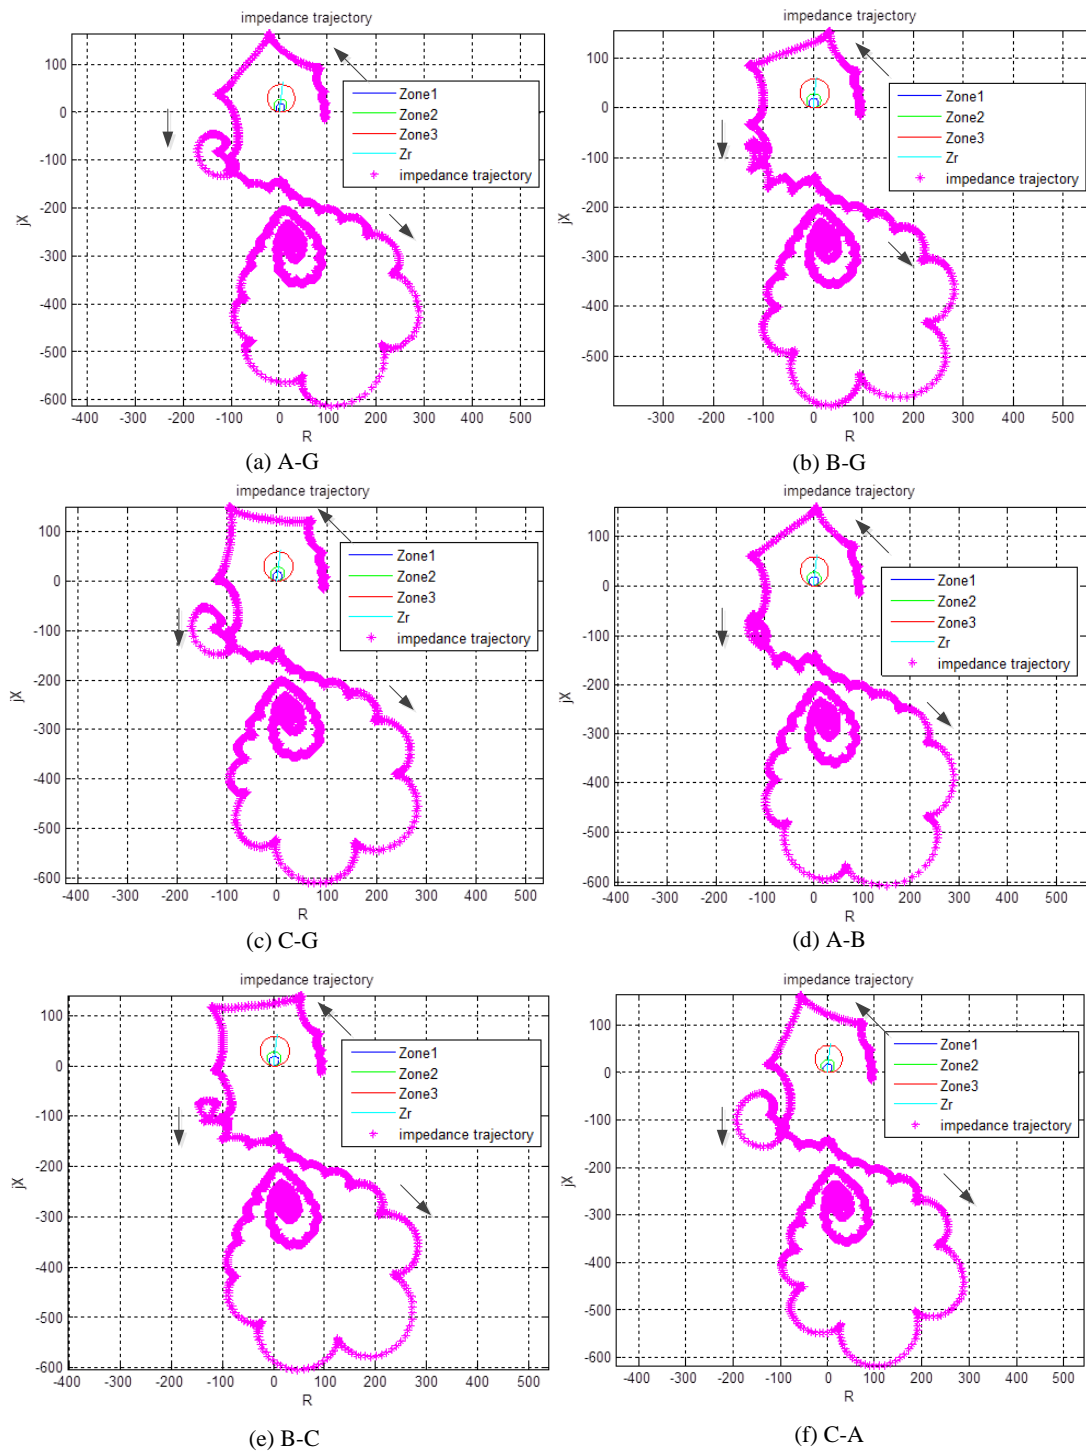 impedance trajectory
100
0
-100
-200
-300
-400
-500
-600
jX
-400 -300 -200 -100 0 100 200 300 400 500
R
Zone1
Zone2
Zone3
Zr
impedance trajectory
(a) A-G
impedance trajectory
100
0
-100
-200
-300
-400
-500
jX
-300 -200 -100 0 100 200 300 400 500
R
Zone1
Zone2
Zone3
Zr
impedance trajectory
(b) B-G
impedance trajectory
100
0
-100
-200
-300
-400
-500
-600
jX
-400 -300 -200 -100 0 100 200 300 400 500
R
Zone1
Zone2
Zone3
Zr
impedance trajectory
(c) C-G
impedance trajectory
100
0
-100
-200
-300
-400
-500
-600
jX
-400 -300 -200 -100 0 100 200 300 400 500
R
Zone1
Zone2
Zone3
Zr
impedance trajectory
(d) A-B
impedance trajectory
100
0
-100
-200
-300
-400
-500
-600
jX
-400 -300 -200 -100 0 100 200 300 400 500
R
Zone1
Zone2
Zone3
Zr
impedance trajectory
(e) B-C
impedance trajectory
100
0
-100
-200
-300
-400
-500
-600
jX
-400 -300 -200 -100 0 100 200 300 400 500
R
Zone1
Zone2
Zone3
Zr
impedance trajectory
(f) C-A